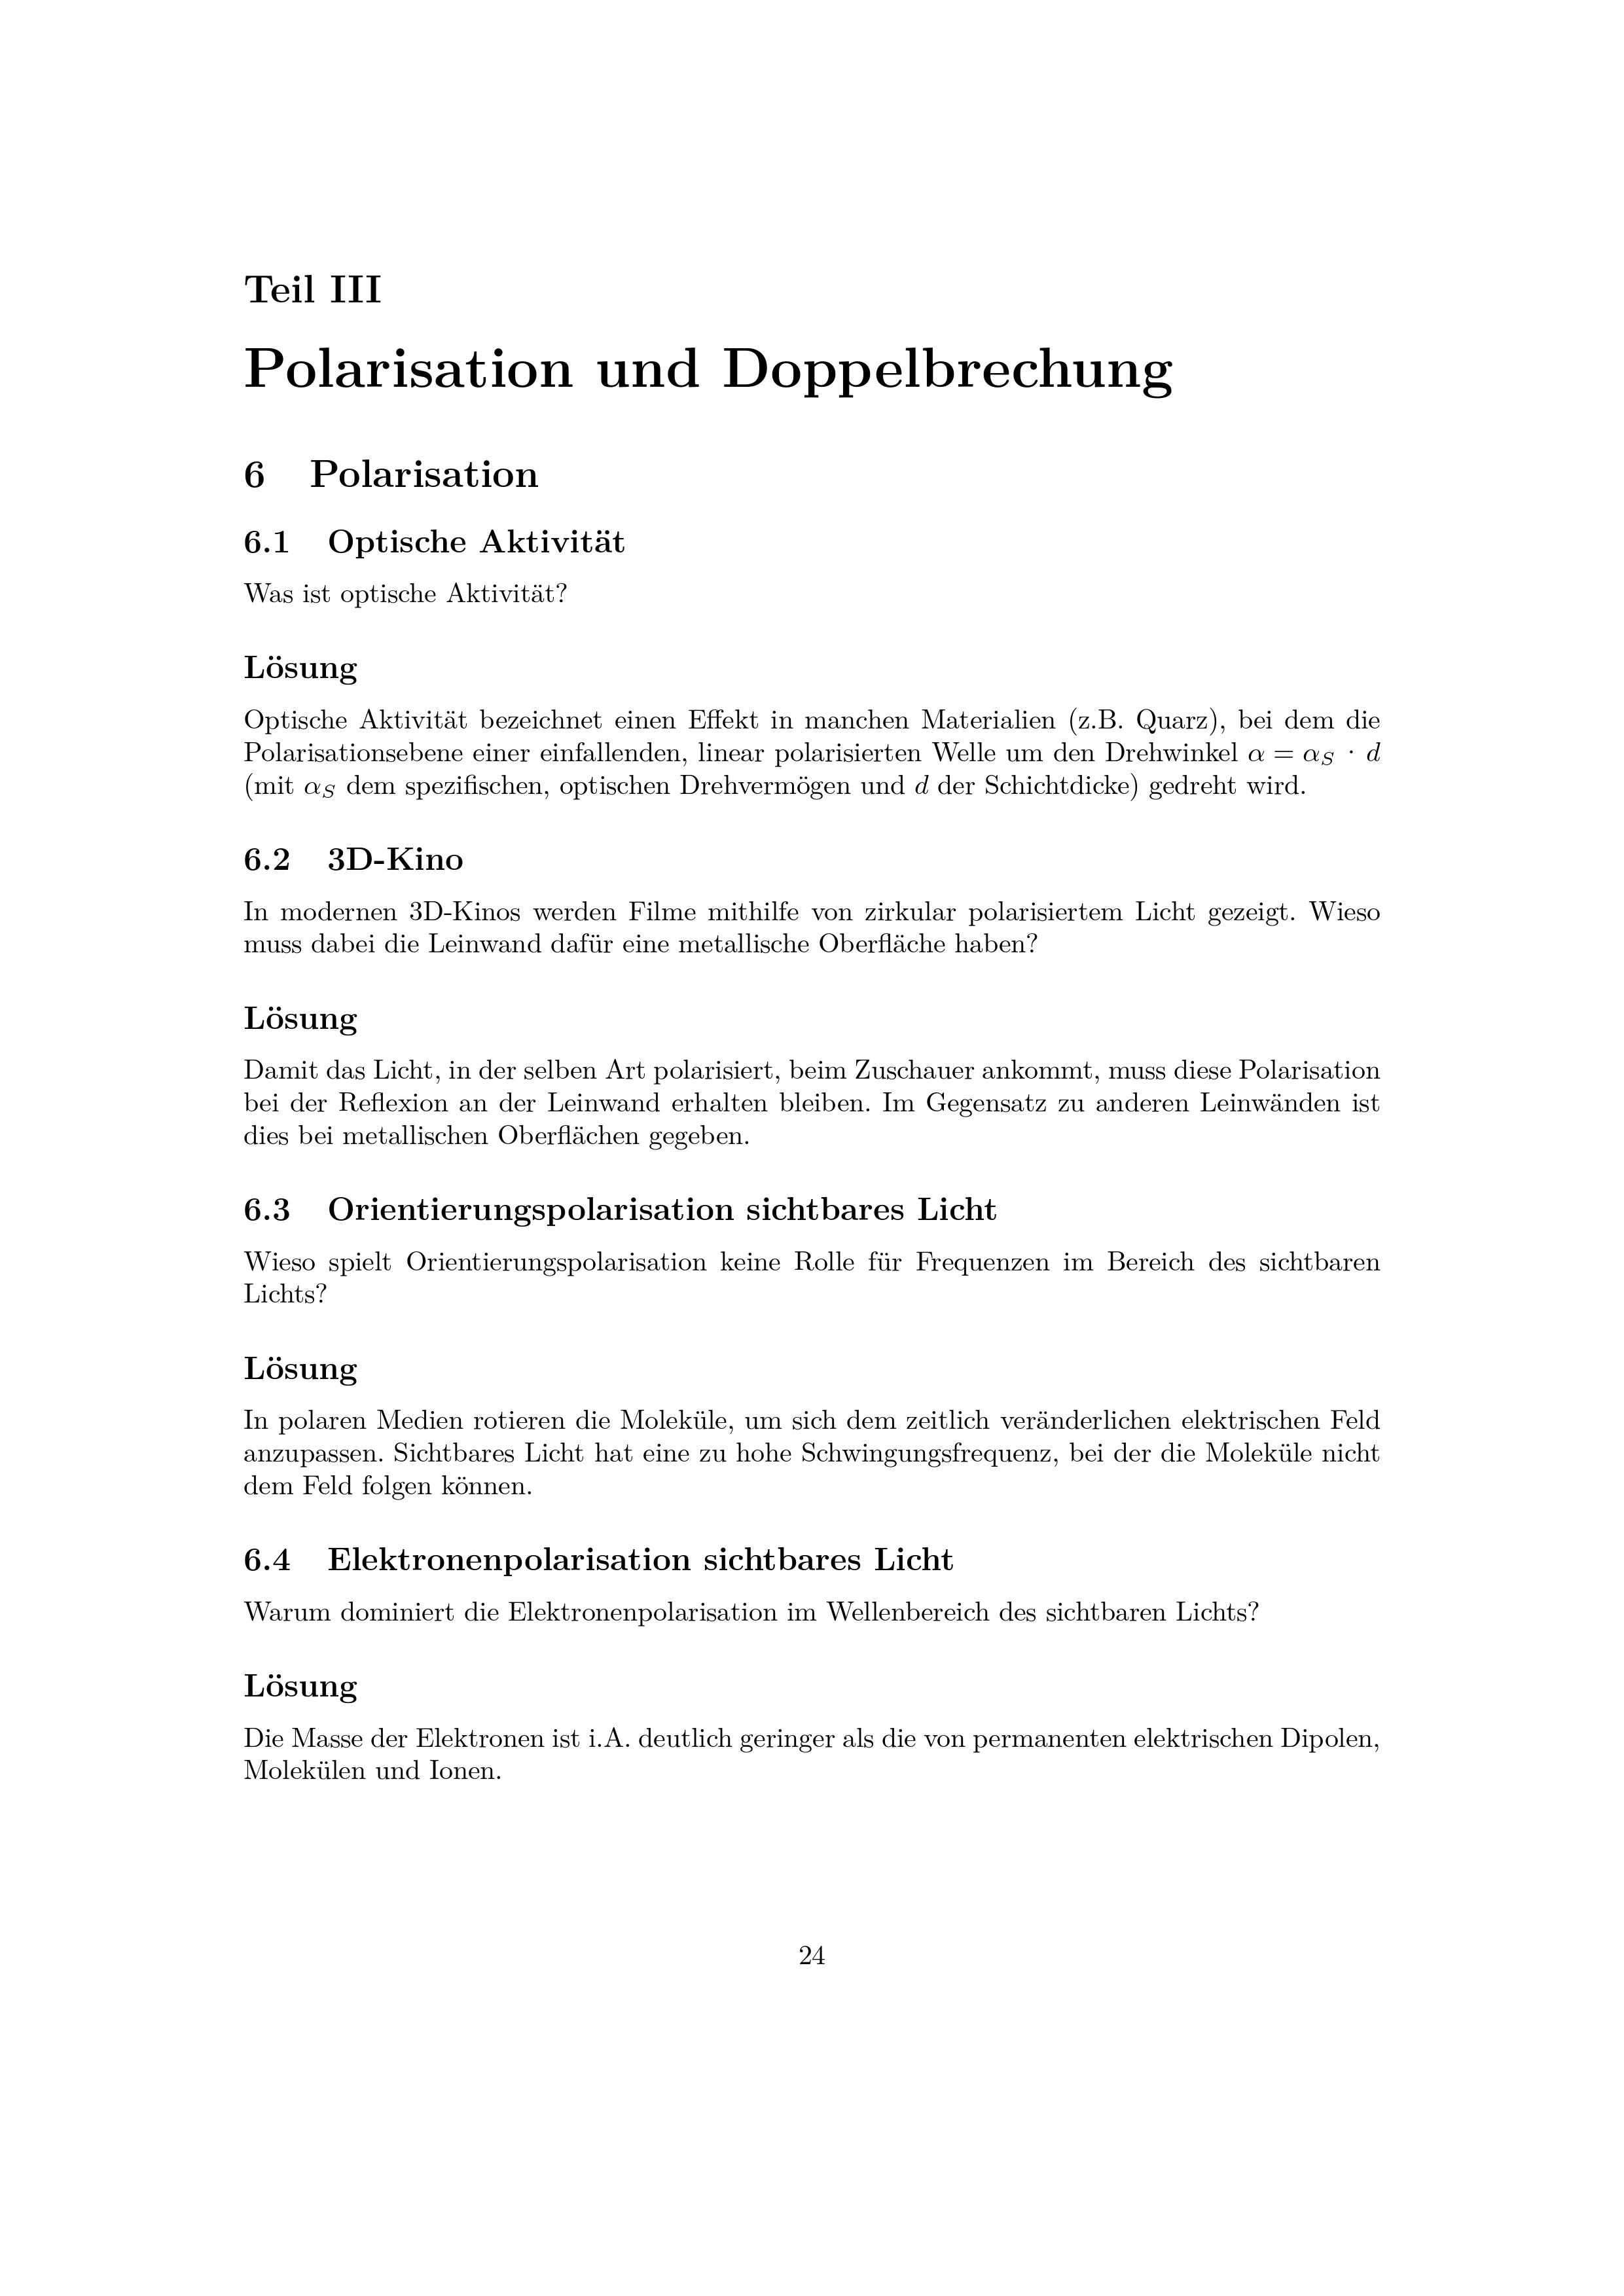 Teil III
Polarisation und Doppelbrechung
6 Polarisation
6.1 Optische Aktivität
Was ist optische Aktivität?
Lösung
Optische Aktivität bezeichnet einen Effekt in manchen Materialien (z.B. Quarz), bei dem die
Polarisationsebene einer einfallenden, linear polarisierten Welle um den Drehwinkel α = α_S · d
(mit α_S dem spezifischen, optischen Drehvermögen und d der Schichtdicke) gedreht wird.
6.2 3D-Kino
In modernen 3D-Kinos werden Filme mithilfe von zirkular polarisiertem Licht gezeigt. Wieso
muss dabei die Leinwand dafür eine metallische Oberfläche haben?
Lösung
Damit das Licht, in der selben Art polarisiert, beim Zuschauer ankommt, muss diese Polarisation
bei der Reflexion an der Leinwand erhalten bleiben. Im Gegensatz zu anderen Leinwänden ist
dies bei metallischen Oberflächen gegeben.
6.3 Orientierungspolarisation sichtbares Licht
Wieso spielt Orientierungspolarisation keine Rolle für Frequenzen im Bereich des sichtbaren
Lichts?
Lösung
In polaren Medien rotieren die Moleküle, um sich dem zeitlich veränderlichen elektrischen Feld
anzupassen. Sichtbares Licht hat eine zu hohe Schwingungsfrequenz, bei der die Moleküle nicht
dem Feld folgen können.
6.4 Elektronenpolarisation sichtbares Licht
Warum dominiert die Elektronenpolarisation im Wellenbereich des sichtbaren Lichts?
Lösung
Die Masse der Elektronen ist i.A. deutlich geringer als die von permanenten elektrischen Dipolen,
Molekülen und Ionen.
24